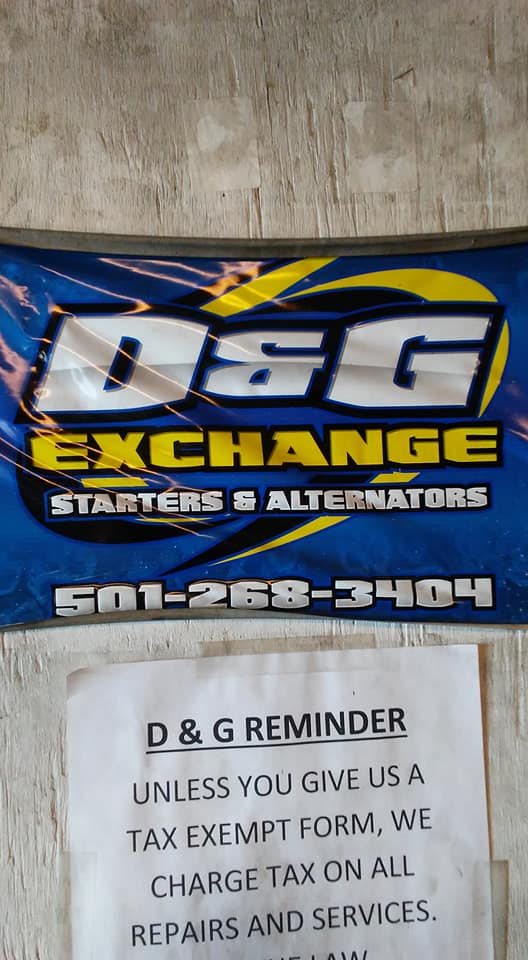 D&G
EXCHANGE
STARTERS & ALTERNATORS
501-268-3404
D & G REMINDER
UNLESS YOU GIVE US A
TAX EXEMPT FORM, WE
CHARGE TAX ON ALL
REPAIRS AND SERVICES.
LAW